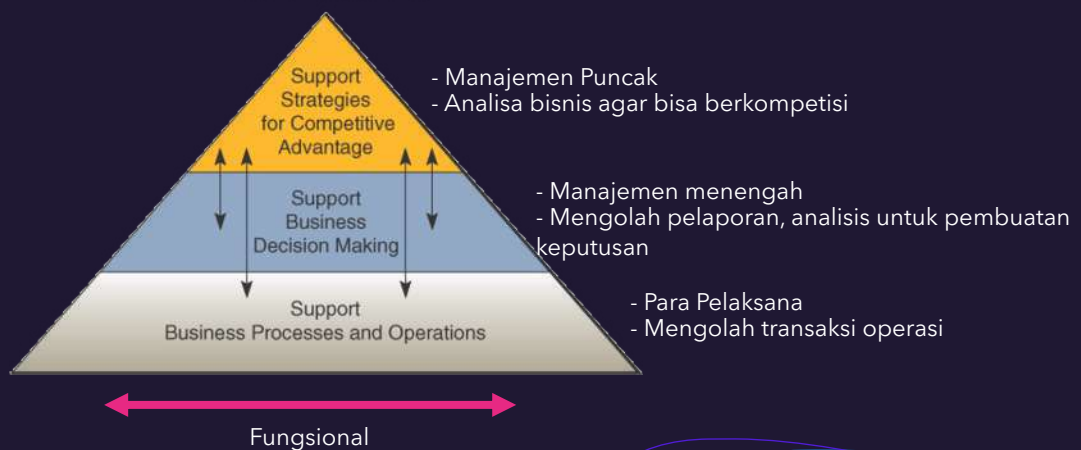 Support
Strategies
for Competitive
Advantage
- Manajemen Puncak
- Analisa bisnis agar bisa berkompetisi
Support
Business
Decision Making
- Manajemen menengah
- Mengolah pelaporan, analisis untuk pembuatan
keputusan
Support
Business Processes and Operations
- Para Pelaksana
- Mengolah transaksi operasi
Fungsional